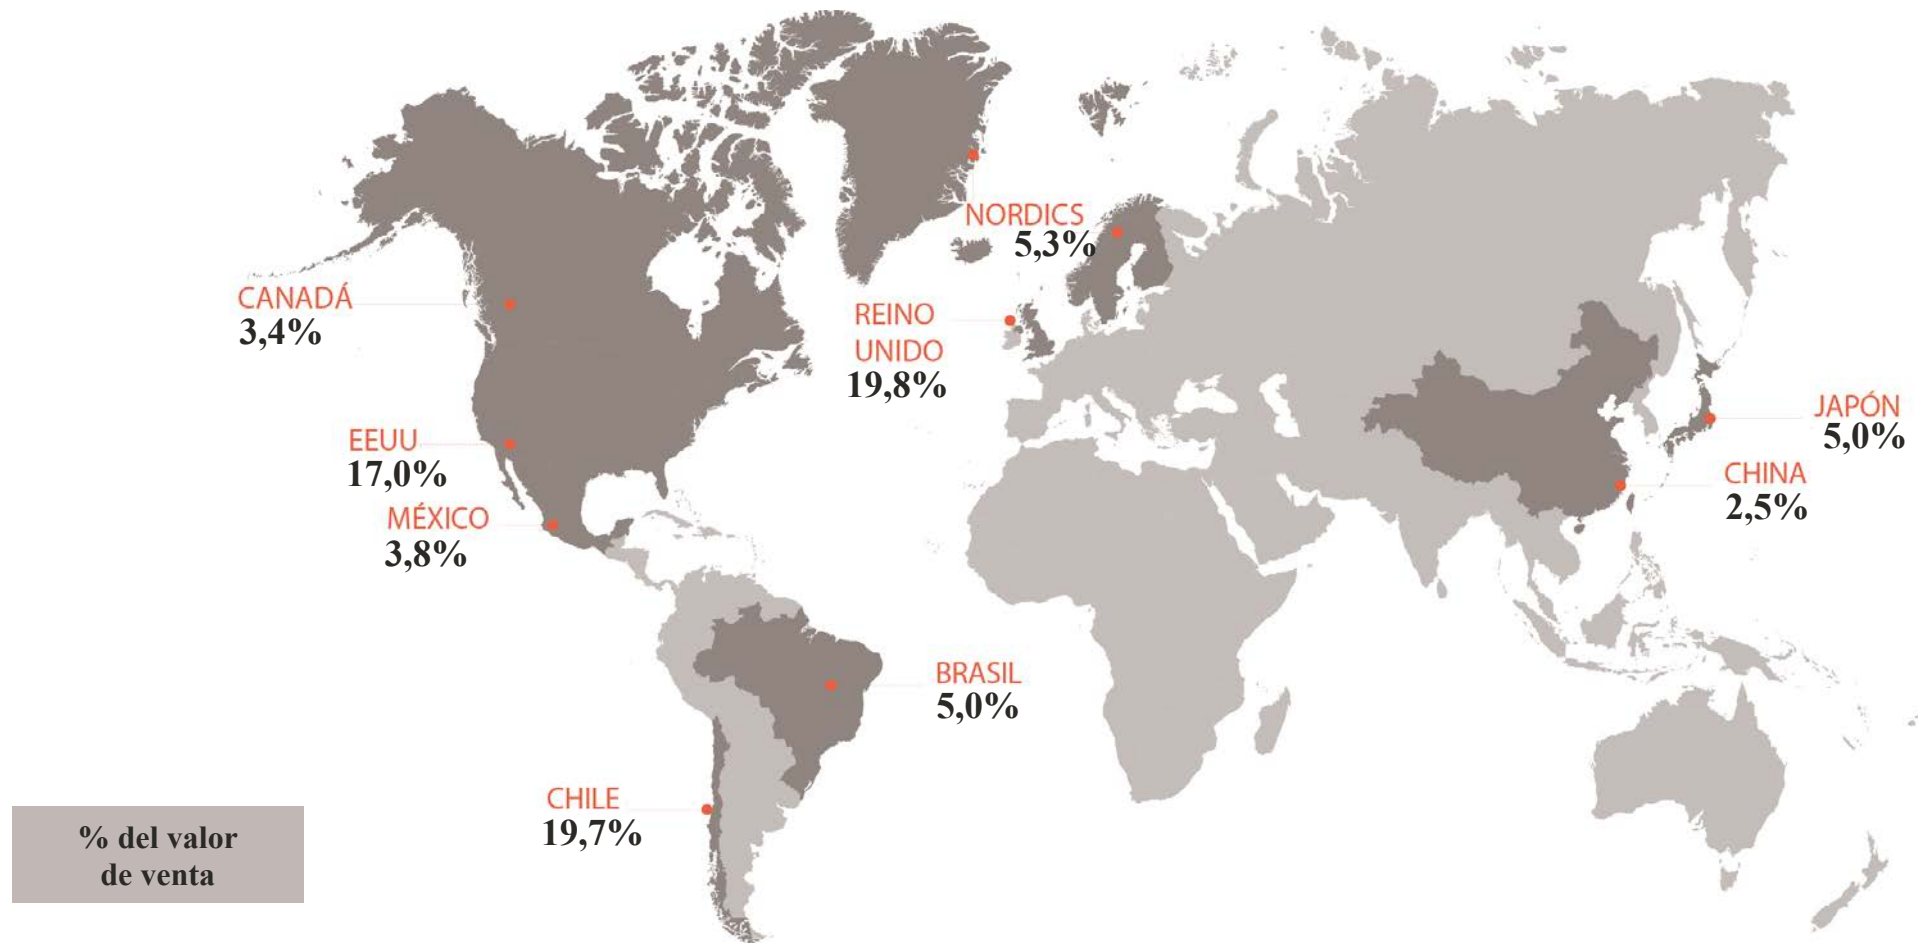 NORDICS
5,3%
CANADÁ
3,4%
REINO
UNIDO
19,8%
EEUU
17,0%
MÉXICO
3,8%
JAPÓN
5,0%
CHINA
2,5%
BRASIL
5,0%
CHILE
19,7%
% del valor
de venta